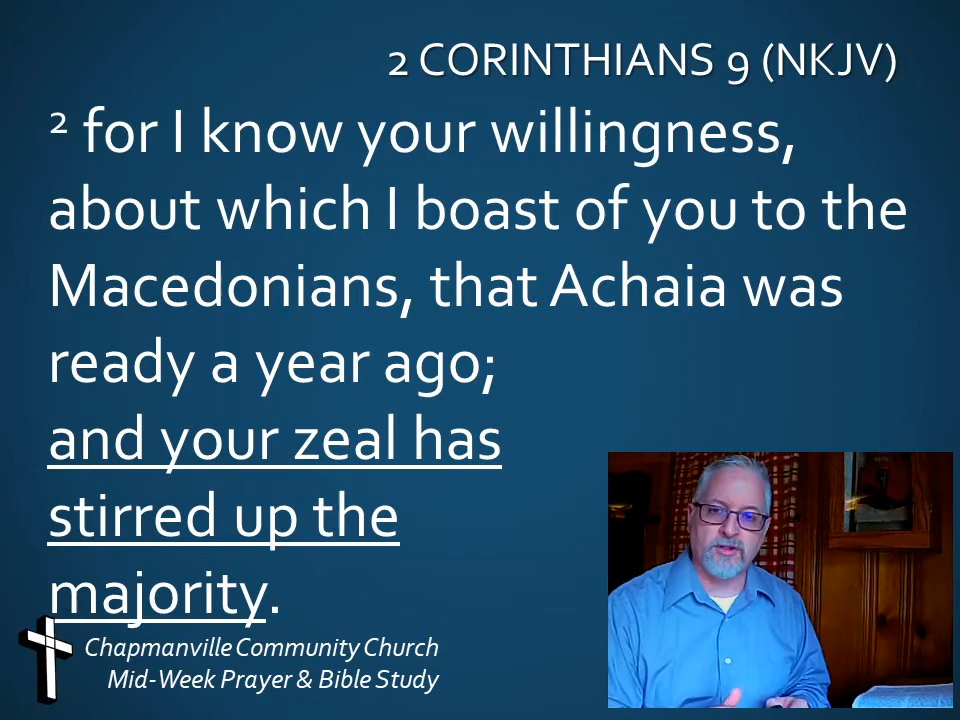 2 CORINTHIANS 9 (NKJV)
2 for I know your willingness,
about which I boast of you to the
Macedonians, that Achaia was
ready a year ago;
and your zeal has
stirred up the
majority.
Chapmanville Community Church
Mid-Week Prayer & Bible Study